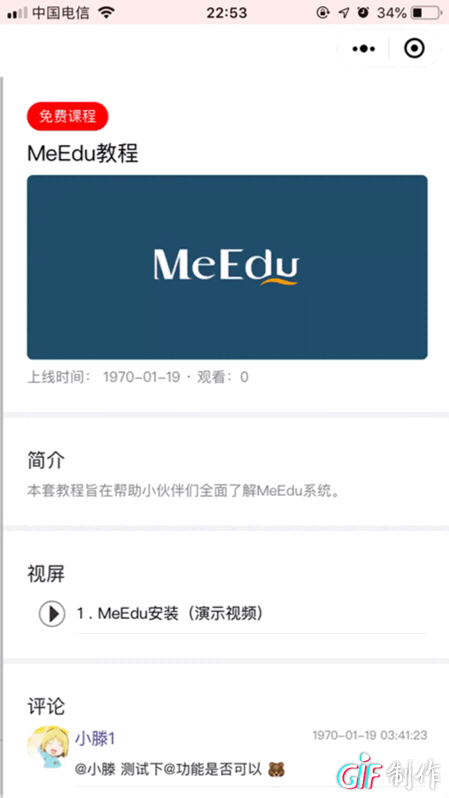 中国电信 22:53 34%
免费课程
MeEdu教程
MeEdu
上线时间： 1970-01-19 · 观看：0
简介
本套教程旨在帮助小伙伴们全面了解MeEdu系统。
视屏
1 . MeEdu安装（演示视频）
评论
小滕1 1970-01-19 03:41:23
@小滕 测试下@功能是否可以 🐻
GIF制作